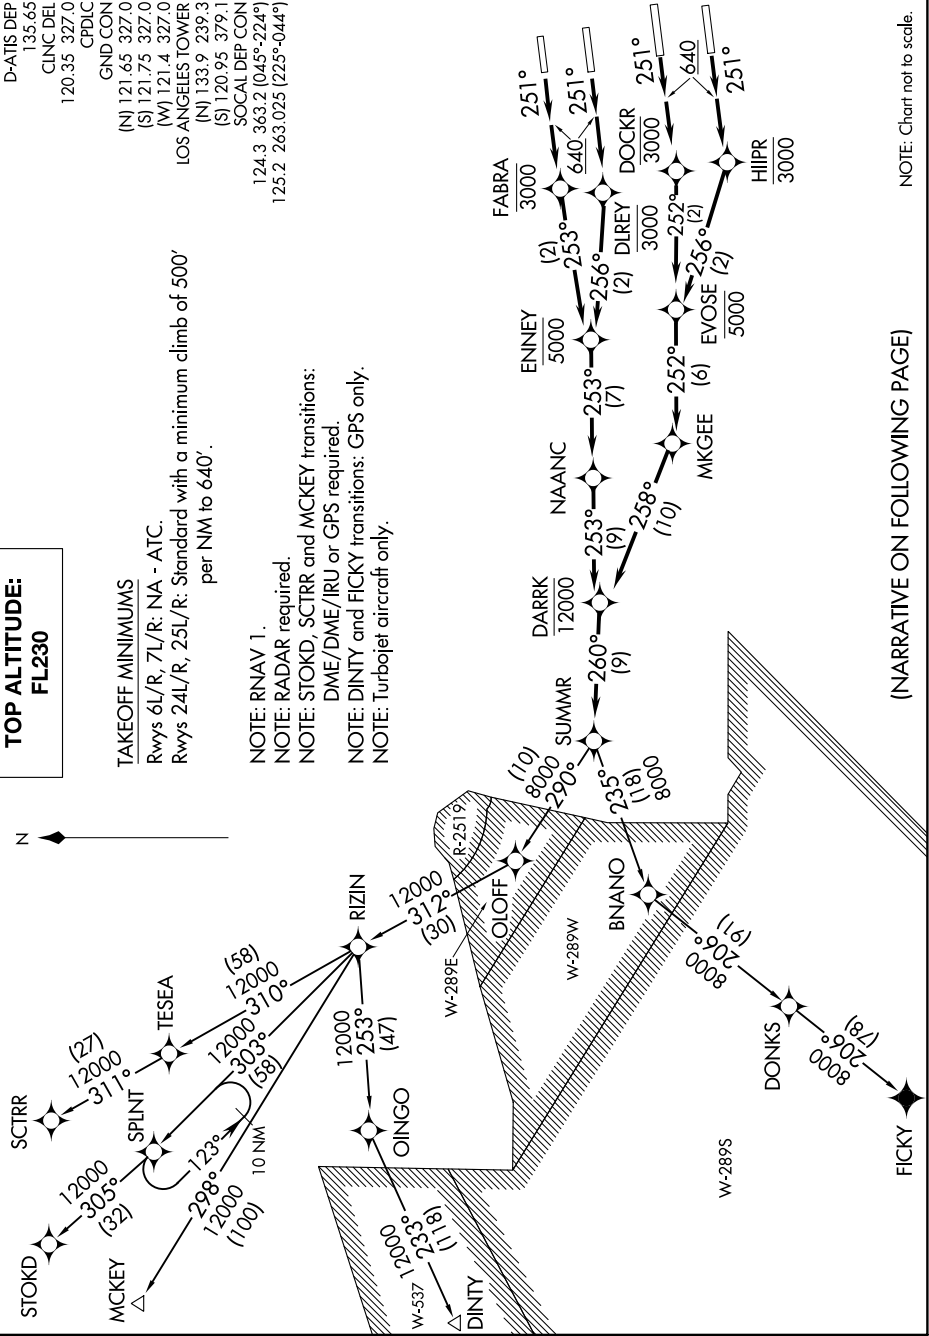 D-ATIS DEP
135.65
CLNC DEL
120.35 327.0
CPDLC
GND CON
(N) 121.65 327.0
(S) 121.75 327.0
(W) 121.4 327.0
LOS ANGELES TOWER
(N) 133.9 239.3
(S) 120.95 379.1
SOCAL DEP CON
124.3 363.2 (045°-224°)
125.2 263.025 (225°-044°)
TOP ALTITUDE:
FL230
TAKEOFF MINIMUMS
Rwys 6L/R, 7L/R: NA - ATC.
Rwys 24L/R, 25L/R: Standard with a minimum climb of 500'
per NM to 640'.
NOTE: RNAV 1.
NOTE: RADAR required.
NOTE: STOKD, SCTRR and MCKEY transitions:
DME/DME/IRU or GPS required.
NOTE: DINTY and FICKY transitions: GPS only.
NOTE: Turbojet aircraft only.
N
SCTRR
(27)
12000
311°
TESEA
(58)
12000
310°
STOKD
12000
305°
(32)
SPLNT
12000
303°
(58)
123°
10 NM
MCKEY
298°
12000
(100)
RIZIN
12000
312°
(30)
12000
253°
(47)
OINGO
12000
233°
(118)
W-537
DINTY
R-2519
W-289E
OLOFF
W-289W
W-289S
(10)
8000
290°
SUMMR
235°
(18)
8000
BNANO
(91)
206°
8000
DONKS
(78)
206°
8000
FICKY
260°
(9)
DARRK
12000
253°
(9)
NAANC
253°
(7)
ENNEY
5000
(2)
253°
FABRA
3000
251°
256°
(2)
DLREY
3000
640
251°
258°
(10)
MKGEE
252°
(6)
EVOSE
5000
252°
(2)
DOCKR
3000
251°
256°
(2)
HIIPR
3000
640
251°
(NARRATIVE ON FOLLOWING PAGE)
NOTE: Chart not to scale.